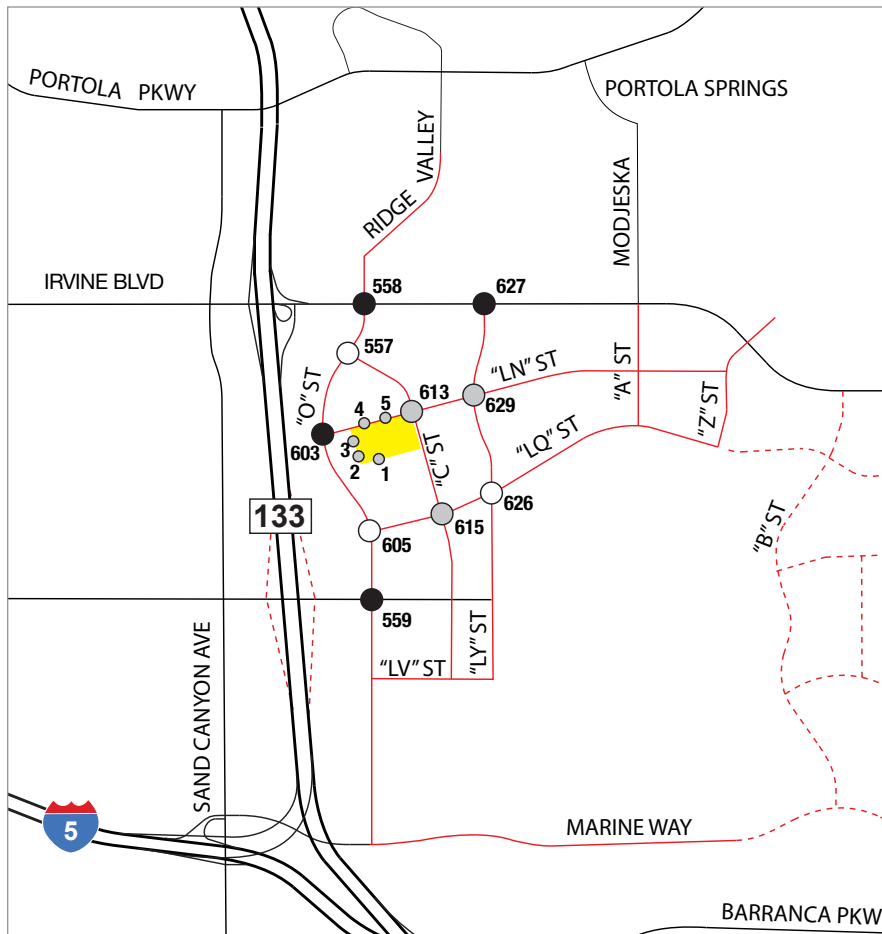 PORTOLA PKWY
PORTOLA SPRINGS
RIDGE VALLEY
MODJESKA
IRVINE BLVD
558
627
557
"O" ST
613
"LN" ST
"A" ST
629
4
5
603
3
2
1
"C" ST
"LQ" ST
"Z" ST
133
626
615
605
"B" ST
559
SAND CANYON AVE
"LV" ST
"LY" ST
5
MARINE WAY
BARRANCA PKW